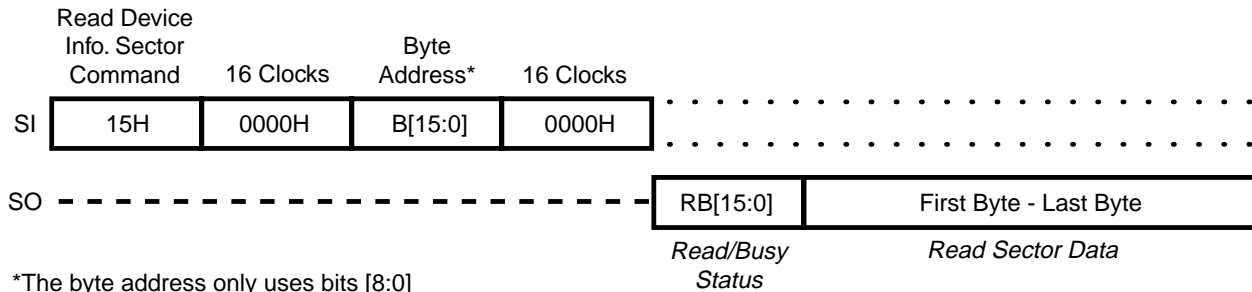 Read Device
Info. Sector
Command
16 Clocks
Byte
Address*
16 Clocks
SI
15H
0000H
B[15:0]
0000H
SO
RB[15:0]
First Byte - Last Byte
Read/Busy
Status
Read Sector Data
*The byte address only uses bits [8:0]